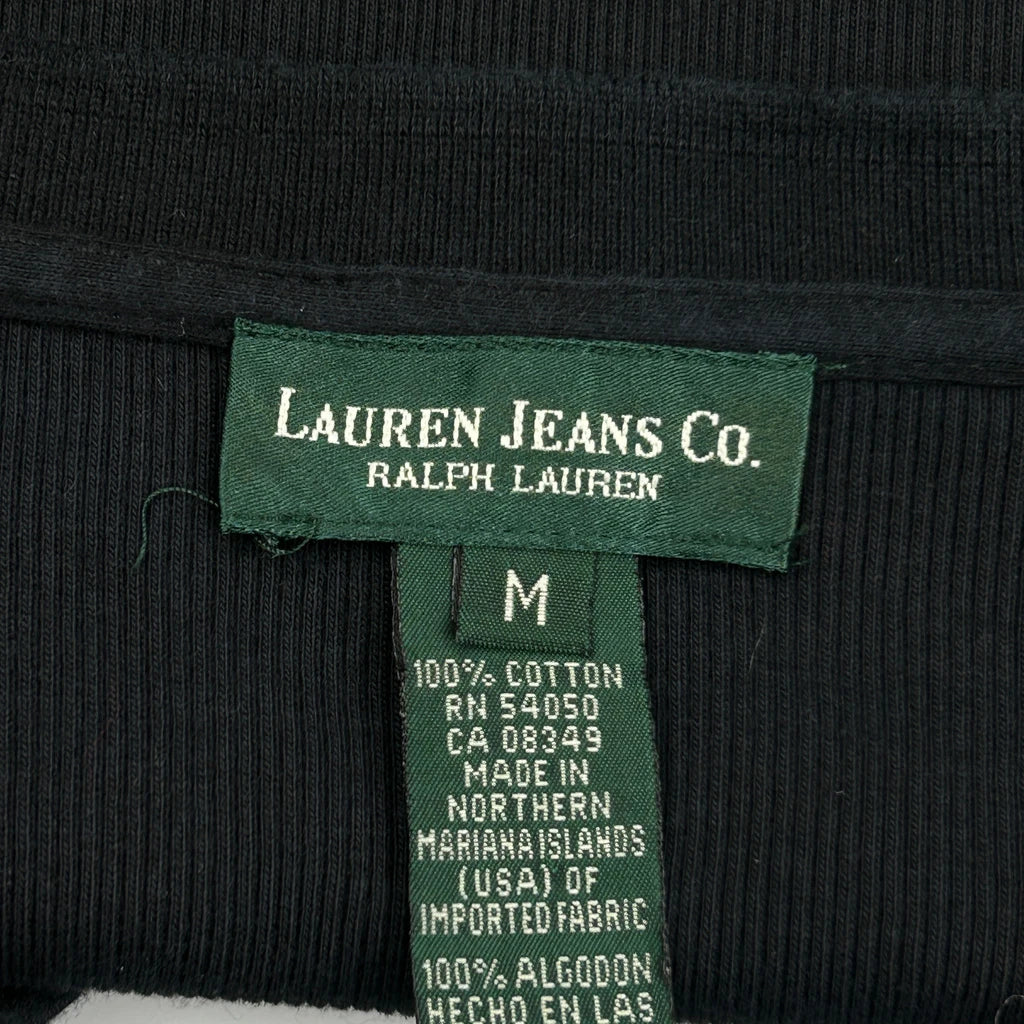 LAUREN JEANS CO.
RALPH LAUREN
M
100% COTTON
RN 54050
CA 08349
MADE IN
NORTHERN
MARIANA ISLANDS
(USA) OF
IMPORTED FABRIC
100% ALGODON
HECHO EN LAS